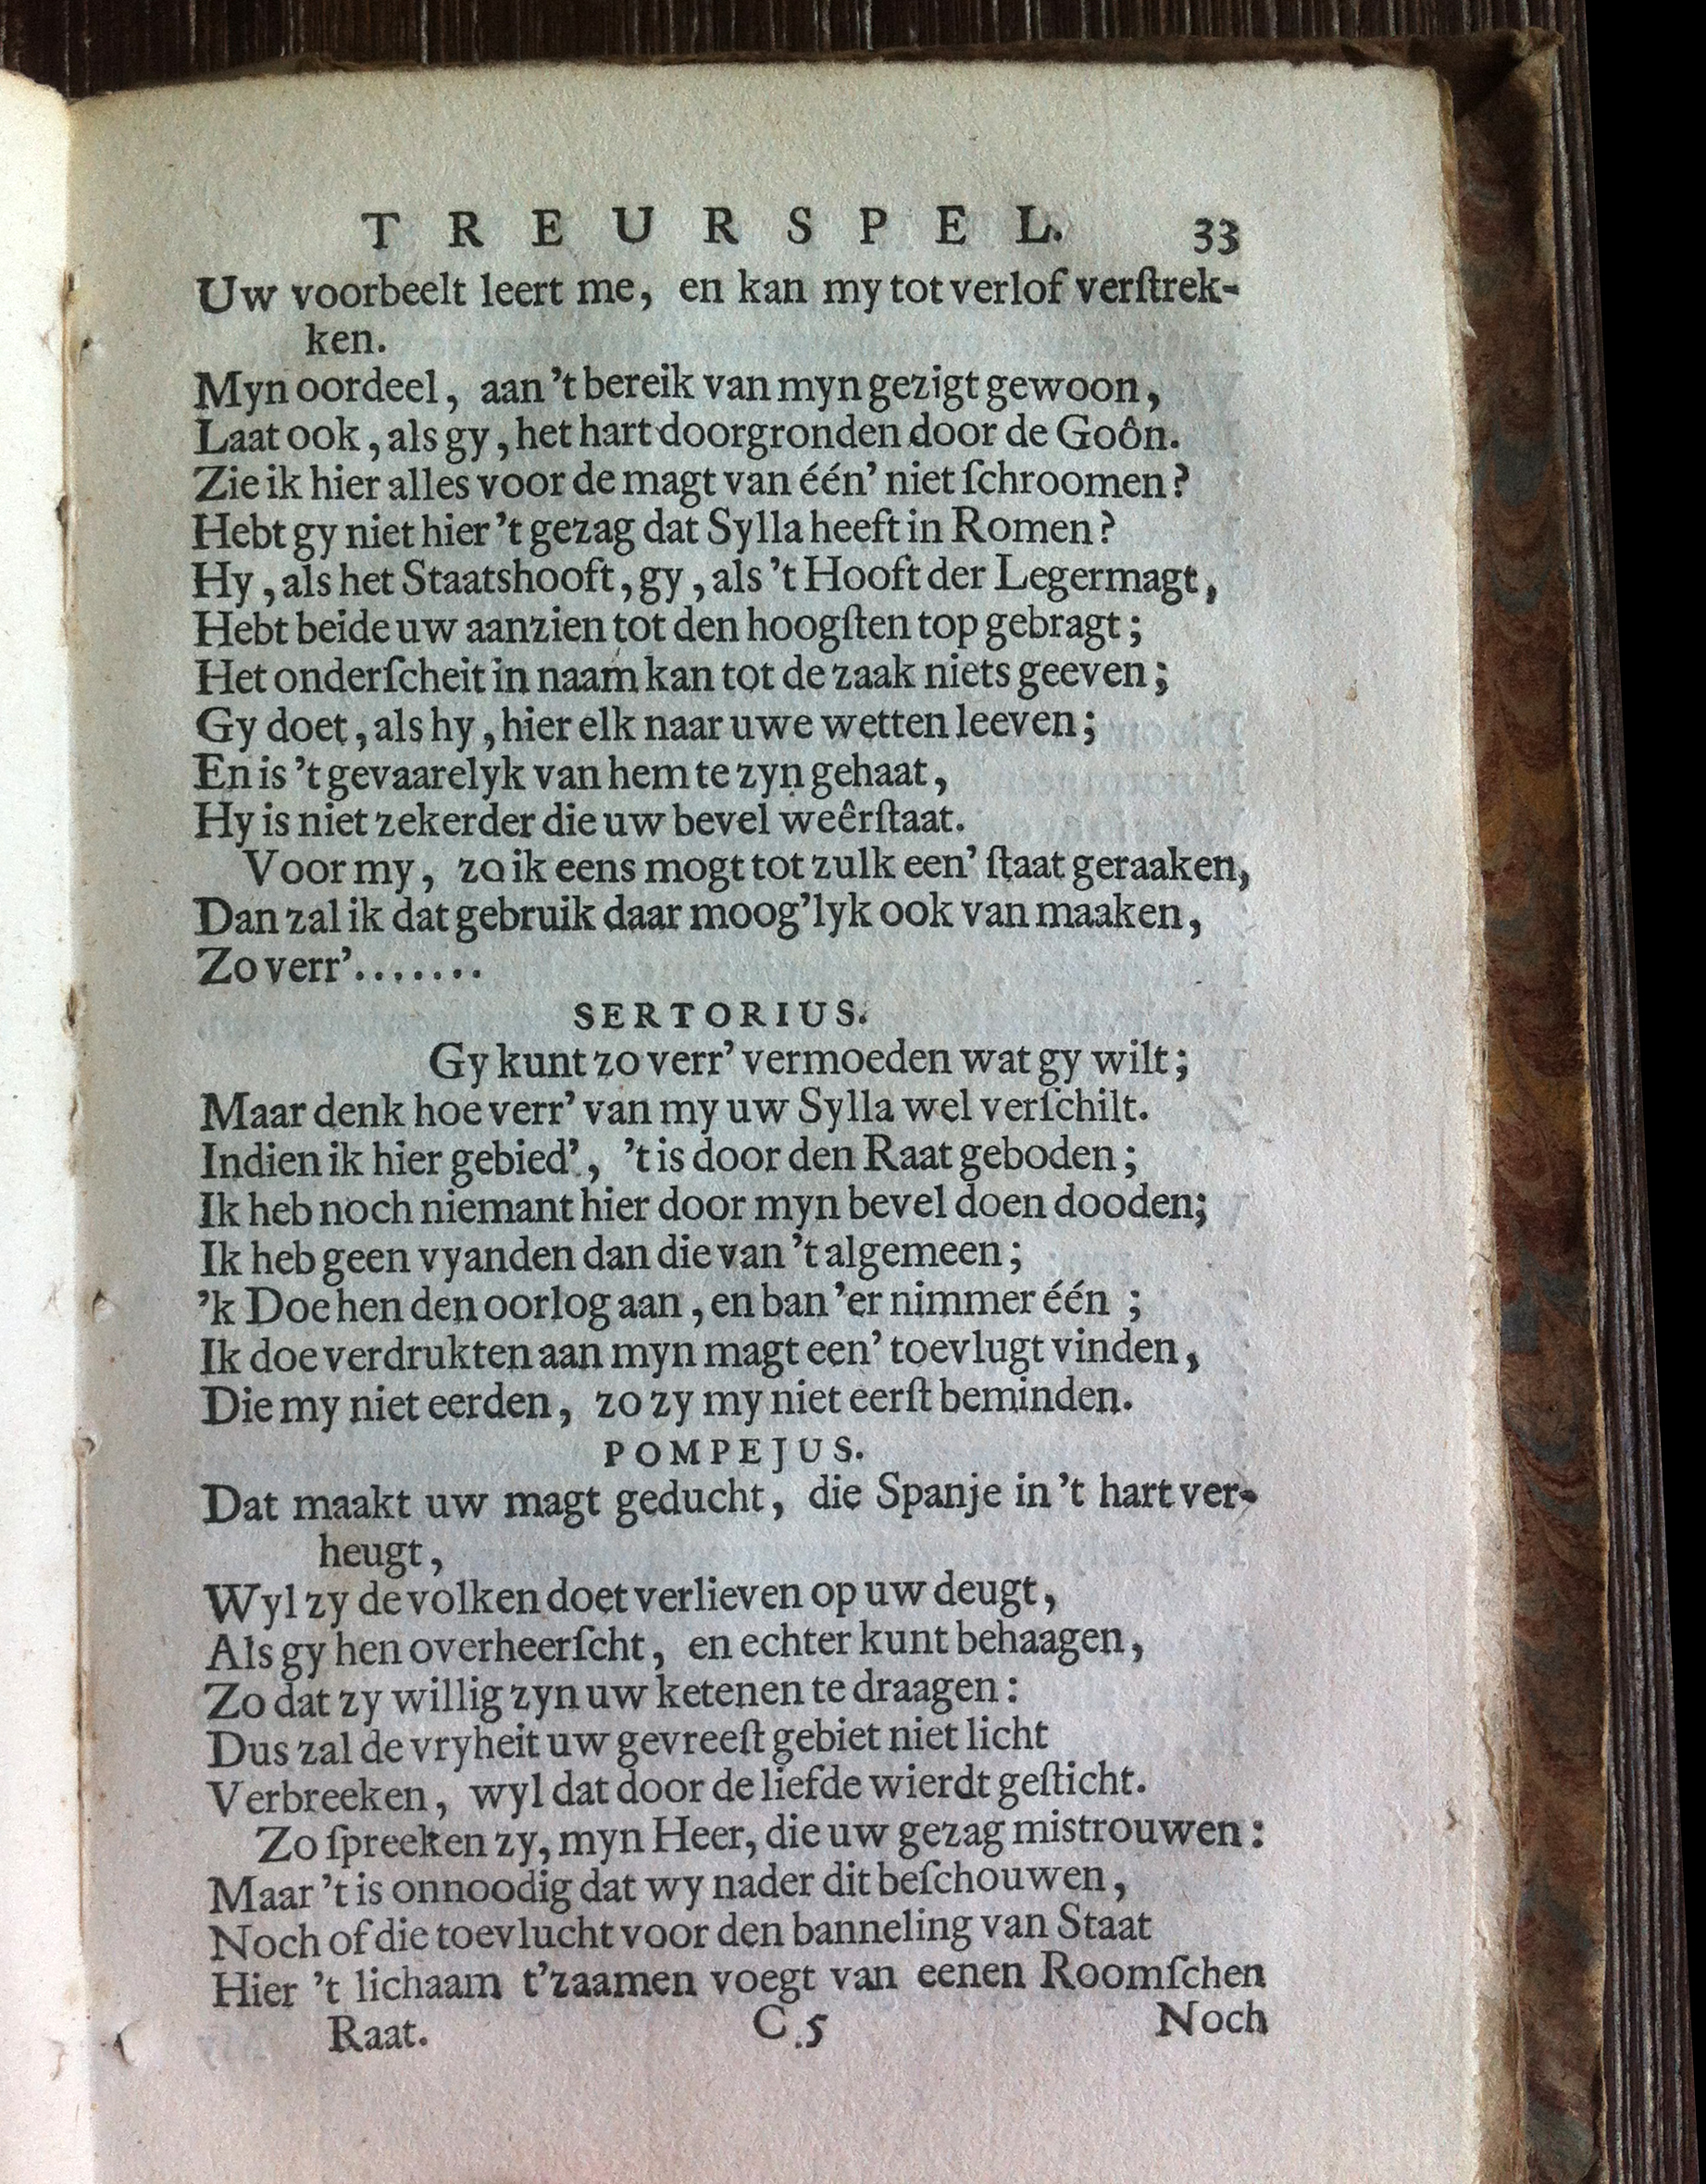 TREURSPEL. 33
Uw voorbeelt leert me, en kan my tot verlof verſtrek-
ken.
Myn oordeel, aan 't bereik van myn gezigt gewoon,
Laat ook, als gy, het hart doorgronden door de Goôn.
Zie ik hier alles voor de magt van één' niet ſchroomen?
Hebt gy niet hier 't gezag dat Sylla heeft in Romen?
Hy, als het Staatshooft, gy, als 't Hooft der Legermagt,
Hebt beide uw aanzien tot den hoogſten top gebragt;
Het onderſcheit in naam kan tot de zaak niets geeven;
Gy doet, als hy, hier elk naar uwe wetten leeven;
En is 't gevaarelyk van hem te zyn gehaat,
Hy is niet zekerder die uw bevel weêrſtaat.
Voor my, zo ik eens mogt tot zulk een' ſtaat geraaken,
Dan zal ik dat gebruik daar moog'lyk ook van maaken,
Zo verr'.......
SERTORIUS.
Gy kunt zo verr' vermoeden wat gy wilt;
Maar denk hoe verr' van my uw Sylla wel verſchilt.
Indien ik hier gebied', 't is door den Raat geboden;
Ik heb noch niemant hier door myn bevel doen dooden;
Ik heb geen vyanden dan die van 't algemeen;
'k Doe hen den oorlog aan, en ban 'er nimmer één ;
Ik doe verdrukten aan myn magt een' toevlugt vinden,
Die my niet eerden, zo zy my niet eerſt beminden.
POMPEJUS.
Dat maakt uw magt geducht, die Spanje in 't hart ver-
heugt,
Wyl zy de volken doet verlieven op uw deugt,
Als gy hen overheerſcht, en echter kunt behaagen,
Zo dat zy willig zyn uw ketenen te draagen:
Dus zal de vryheit uw gevreeſt gebiet niet licht
Verbreeken, wyl dat door de liefde wierdt geſticht.
Zo ſpreeken zy, myn Heer, die uw gezag mistrouwen:
Maar 't is onnoodig dat wy nader dit beſchouwen,
Noch of die toevlucht voor den banneling van Staat
Hier 't lichaam t'zaamen voegt van eenen Roomſchen
Raat. C 5 Noch